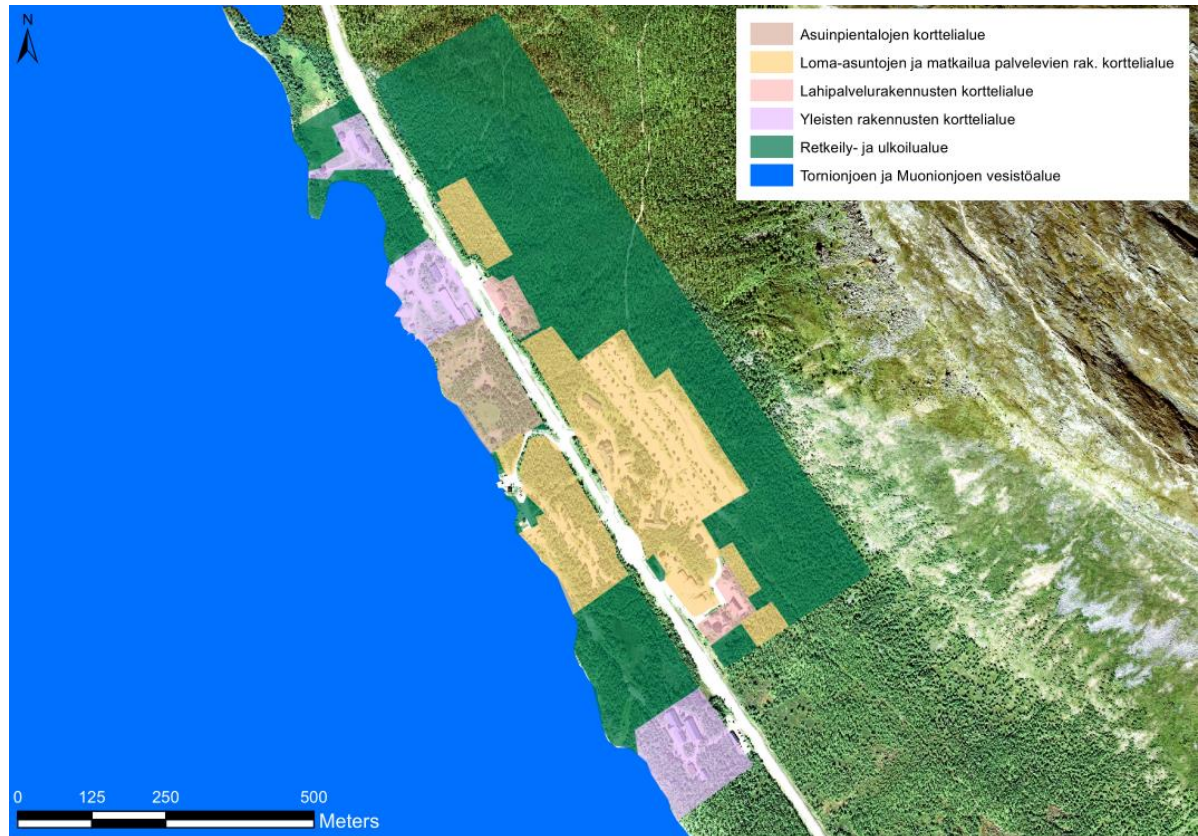 N
Asuinpientalojen korttelialue
Loma-asuntojen ja matkailua palvelevien rak. korttelialue
Lahipalvelurakennusten korttelialue
Yleisten rakennusten korttelialue
Retkeily- ja ulkoilualue
Tornionjoen ja Muonionjoen vesistöalue
0 125 250 500
Meters